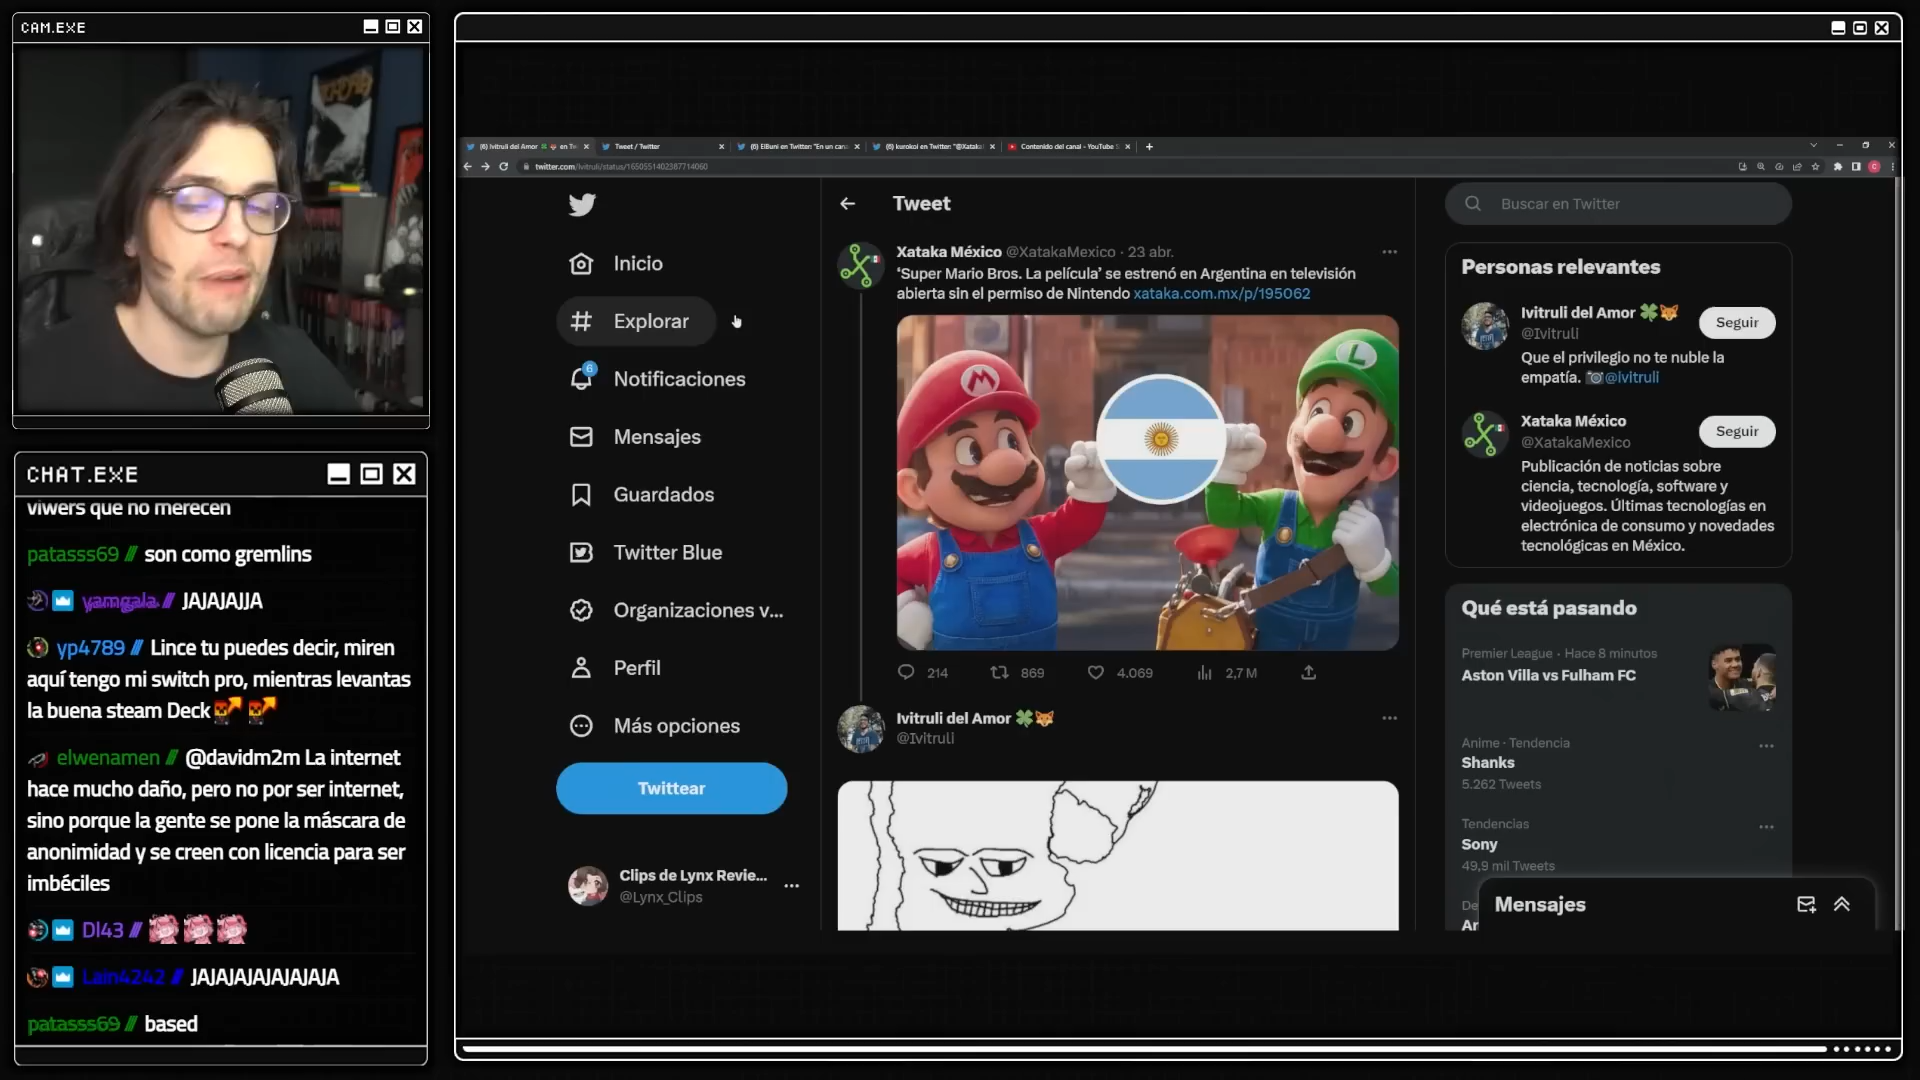 CAM.EXE
CHAT.EXE
viwers que no merecen
patasss69 // son como gremlins
yamgala // JAJAJAJJA
yp4789 // Lince tu puedes decir, miren
aquí tengo mi switch pro, mientras levantas
la buena steam Deck
elwenamen // @davidm2m La internet
hace mucho daño, pero no por ser internet,
sino porque la gente se pone la máscara de
anonimidad y se creen con licencia para ser
imbéciles
Dl43 //
Lain4242 // JAJAJAJAJAJAJAJA
patasss69 // based
(6) Ivitruli del Amor
Tweet / Twitter
(6) ElBuni en Twitter: "En un cana
(6) kurokoi en Twitter: "@Xataka
Contenido del canal - YouTube S
twitter.com/Ivitruli/status/1650551402387714060
Inicio
Explorar
6
Notificaciones
Mensajes
Guardados
Twitter Blue
Organizaciones v...
Perfil
Más opciones
Twittear
Clips de Lynx Revie...
@Lynx_Clips
Tweet
Xataka México @XatakaMexico · 23 abr.
‘Super Mario Bros. La película’ se estrenó en Argentina en televisión
abierta sin el permiso de Nintendo xataka.com.mx/p/195062
M
L
214 869 4.069 2,7 M
Ivitruli del Amor
@Ivitruli
Buscar en Twitter
Personas relevantes
Ivitruli del Amor
@Ivitruli
Seguir
Que el privilegio no te nuble la
empatía. @ivitruli
Xataka México
@XatakaMexico
Seguir
Publicación de noticias sobre
ciencia, tecnología, software y
videojuegos. Últimas tecnologías en
electrónica de consumo y novedades
tecnológicas en México.
Qué está pasando
Premier League · Hace 8 minutos
Aston Villa vs Fulham FC
Anime · Tendencia
Shanks
5.262 Tweets
Tendencias
Sony
49,9 mil Tweets
Mensajes